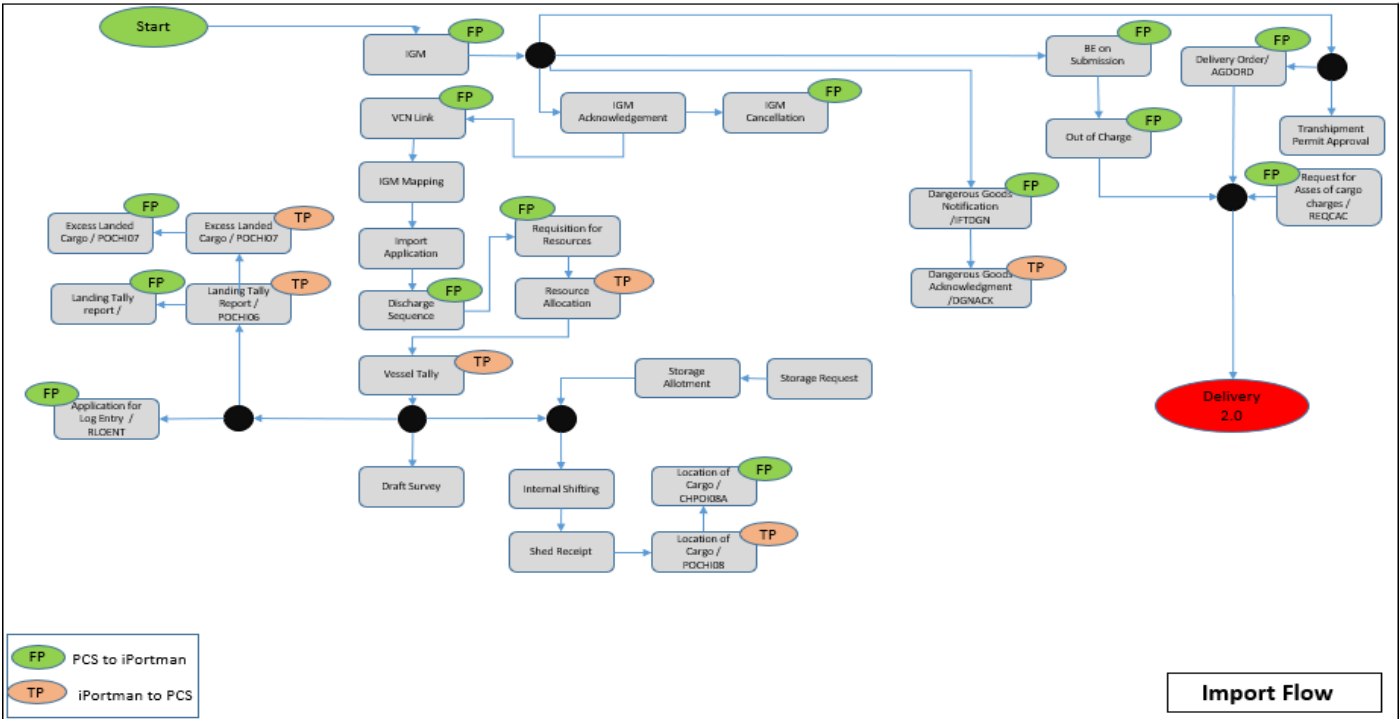 Start
IGM
FP
BE on
Submission
FP
Delivery Order/
AGDORD
FP
VCN Link
FP
IGM
Acknowledgement
IGM
Cancellation
FP
Out of Charge
FP
Transhipment
Permit Approval
IGM Mapping
Dangerous Goods
Notification
/IFTDGN
FP
FP
Request for
Asses of cargo
charges /
REQCAC
Excess Landed
Cargo / POCHI07
FP
Excess Landed
Cargo / POCHI07
TP
Import
Application
FP
Requisition for
Resources
Landing Tally
report /
FP
Landing Tally
Report /
POCHI06
TP
Discharge
Sequence
FP
Resource
Allocation
TP
Dangerous Goods
Acknowledgment
/DGNACK
TP
Vessel Tally
TP
Storage
Allotment
Storage Request
FP
Application for
Log Entry /
RLOENT
Delivery
2.0
Draft Survey
Internal Shifting
Location of
Cargo /
CHPOI08A
FP
Shed Receipt
Location of
Cargo /
POCHI08
TP
FP PCS to iPortman
TP iPortman to PCS
Import Flow